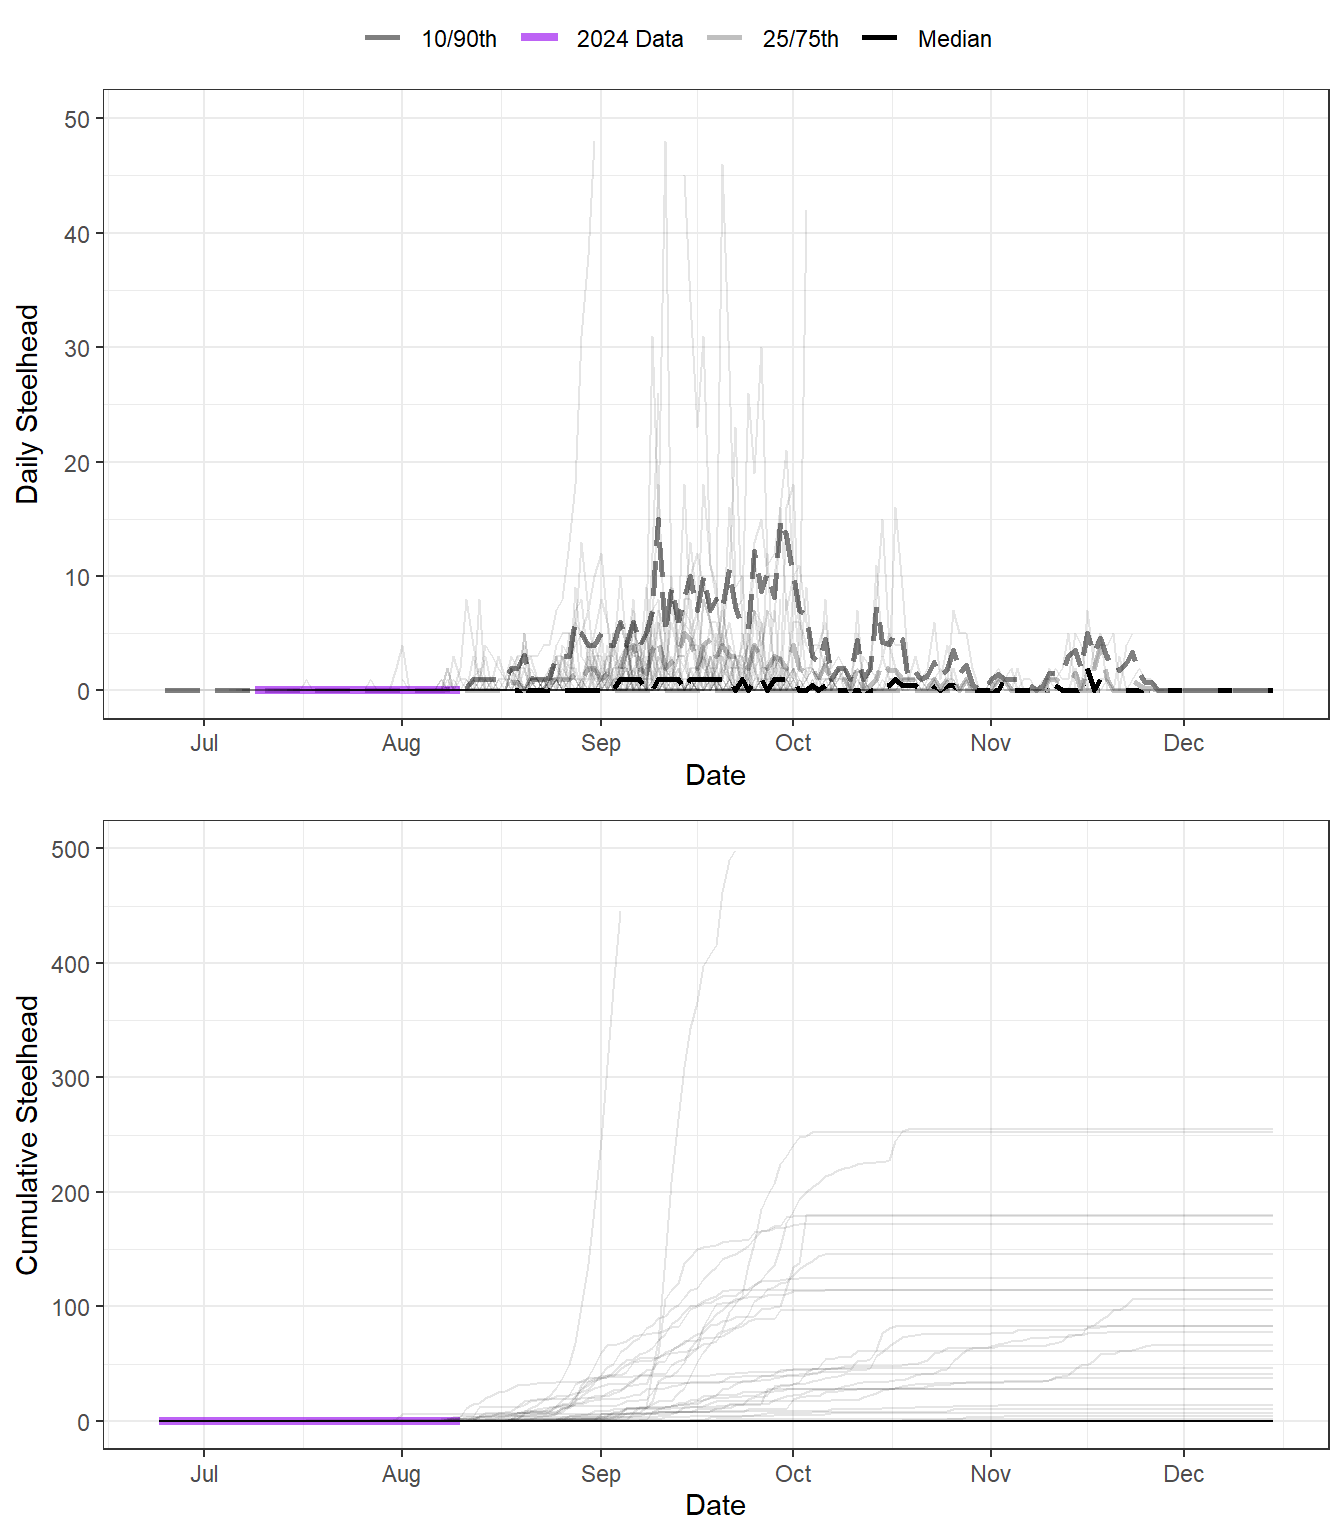 10/90th 2024 Data 25/75th Median
50
40
30
20
10
0
Daily Steelhead
Jul Aug Sep Oct Nov Dec
Date
500
400
300
200
100
0
Cumulative Steelhead
Jul Aug Sep Oct Nov Dec
Date